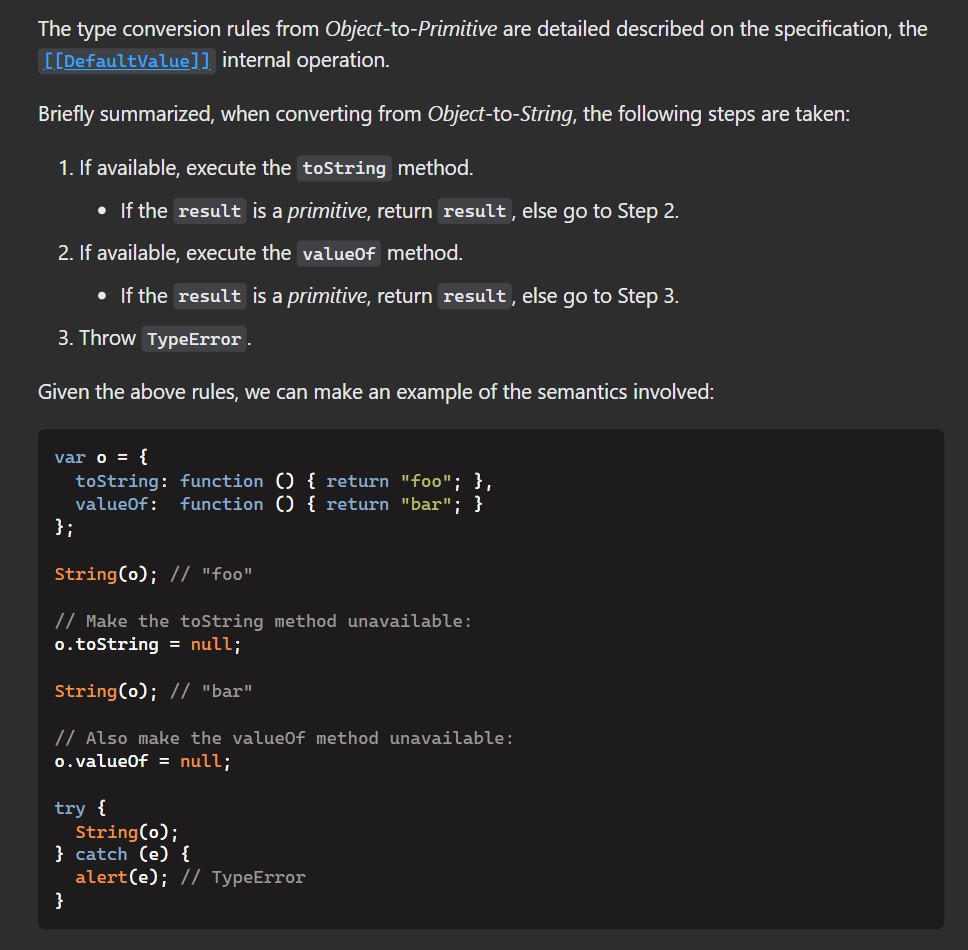 The type conversion rules from Object-to-Primitive are detailed described on the specification, the
[[DefaultValue]] internal operation.
Briefly summarized, when converting from Object-to-String, the following steps are taken:
1. If available, execute the toString method.
• If the result is a primitive, return result, else go to Step 2.
2. If available, execute the valueOf method.
• If the result is a primitive, return result, else go to Step 3.
3. Throw TypeError.
Given the above rules, we can make an example of the semantics involved:
var o = {
  toString: function () { return "foo"; },
  valueOf:  function () { return "bar"; }
};
String(o); // "foo"
// Make the toString method unavailable:
o.toString = null;
String(o); // "bar"
// Also make the valueOf method unavailable:
o.valueOf = null;
try {
  String(o);
} catch (e) {
  alert(e); // TypeError
}